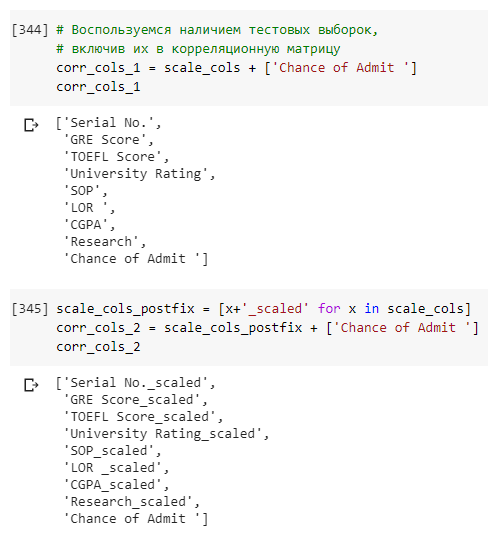 [344] # Воспользуемся наличием тестовых выборок,
# включив их в корреляционную матрицу
corr_cols_1 = scale_cols + ['Chance of Admit ']
corr_cols_1
['Serial No.',
'GRE Score',
'TOEFL Score',
'University Rating',
'SOP',
'LOR ',
'CGPA',
'Research',
'Chance of Admit ']
[345] scale_cols_postfix = [x+'_scaled' for x in scale_cols]
corr_cols_2 = scale_cols_postfix + ['Chance of Admit ']
corr_cols_2
['Serial No._scaled',
'GRE Score_scaled',
'TOEFL Score_scaled',
'University Rating_scaled',
'SOP_scaled',
'LOR _scaled',
'CGPA_scaled',
'Research_scaled',
'Chance of Admit ']